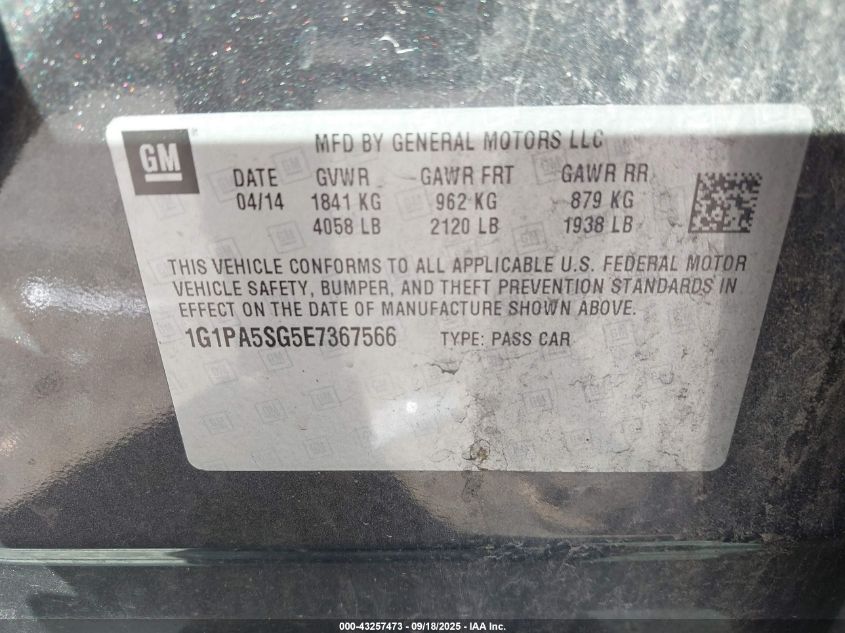 GM
MFD BY GENERAL MOTORS LLC
DATE GVWR GAWR FRT GAWR RR
04/14 1841 KG 962 KG 879 KG
4058 LB 2120 LB 1938 LB
THIS VEHICLE CONFORMS TO ALL APPLICABLE U.S. FEDERAL MOTOR
VEHICLE SAFETY, BUMPER, AND THEFT PREVENTION STANDARDS IN
EFFECT ON THE DATE OF MANUFACTURE SHOWN ABOVE.
1G1PA5SG5E7367566 TYPE: PASS CAR
000-43257473 — 09/18/2025 — IAA Inc.